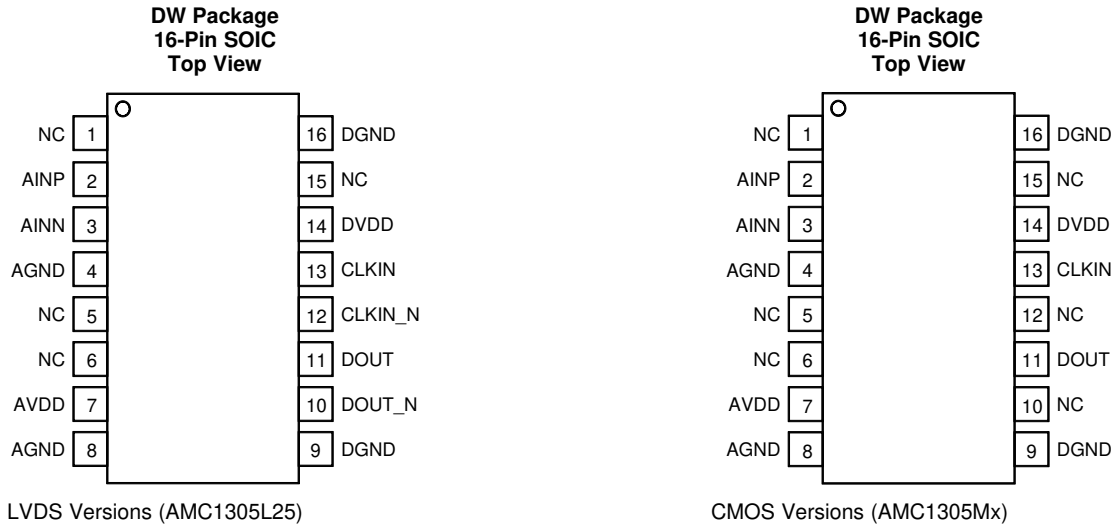 DW Package
16-Pin SOIC
Top View
NC 1 16 DGND
AINP 2 15 NC
AINN 3 14 DVDD
AGND 4 13 CLKIN
NC 5 12 CLKIN_N
NC 6 11 DOUT
AVDD 7 10 DOUT_N
AGND 8 9 DGND
LVDS Versions (AMC1305L25)
DW Package
16-Pin SOIC
Top View
NC 1 16 DGND
AINP 2 15 NC
AINN 3 14 DVDD
AGND 4 13 CLKIN
NC 5 12 NC
NC 6 11 DOUT
AVDD 7 10 NC
AGND 8 9 DGND
CMOS Versions (AMC1305Mx)